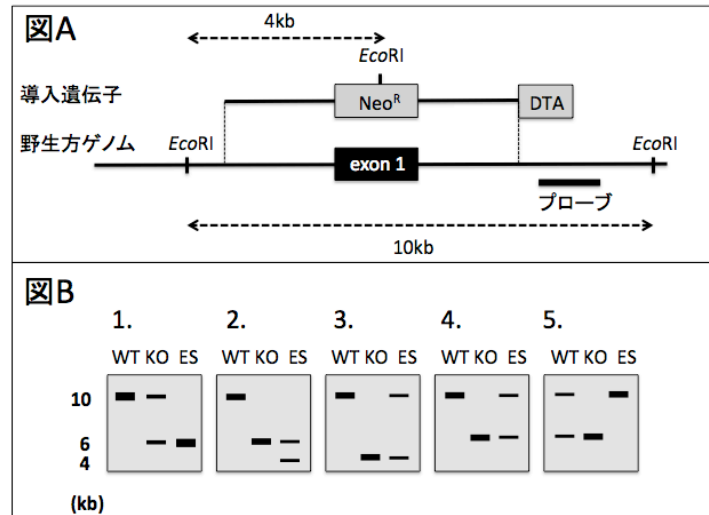 図A
4kb
EcoRI
導入遺伝子
NeoR
DTA
野生方ゲノム
EcoRI
exon 1
EcoRI
プローブ
10kb
図B
1. 2. 3. 4. 5.
WT KO ES WT KO ES WT KO ES WT KO ES WT KO ES
10
6
4
(kb)